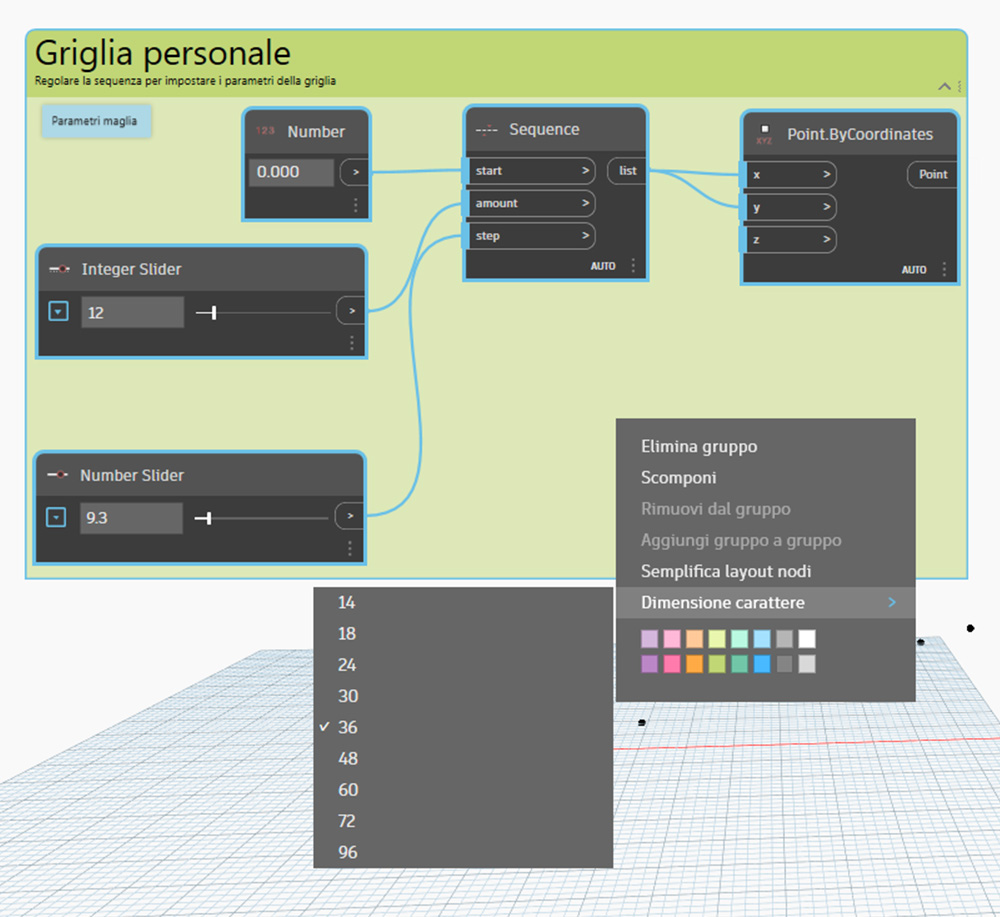 Griglia personale
Regolare la sequenza per impostare i parametri della griglia
Parametri maglia
123 Number
0.000 >
Sequence
start > list
amount >
step >
AUTO
XYZ Point.ByCoordinates
x > Point
y >
z >
AUTO
Integer Slider
12 >
Number Slider
9.3 >
Elimina gruppo
Scomponi
Rimuovi dal gruppo
Aggiungi gruppo a gruppo
Semplifica layout nodi
Dimensione carattere >
14
18
24
30
✓ 36
48
60
72
96